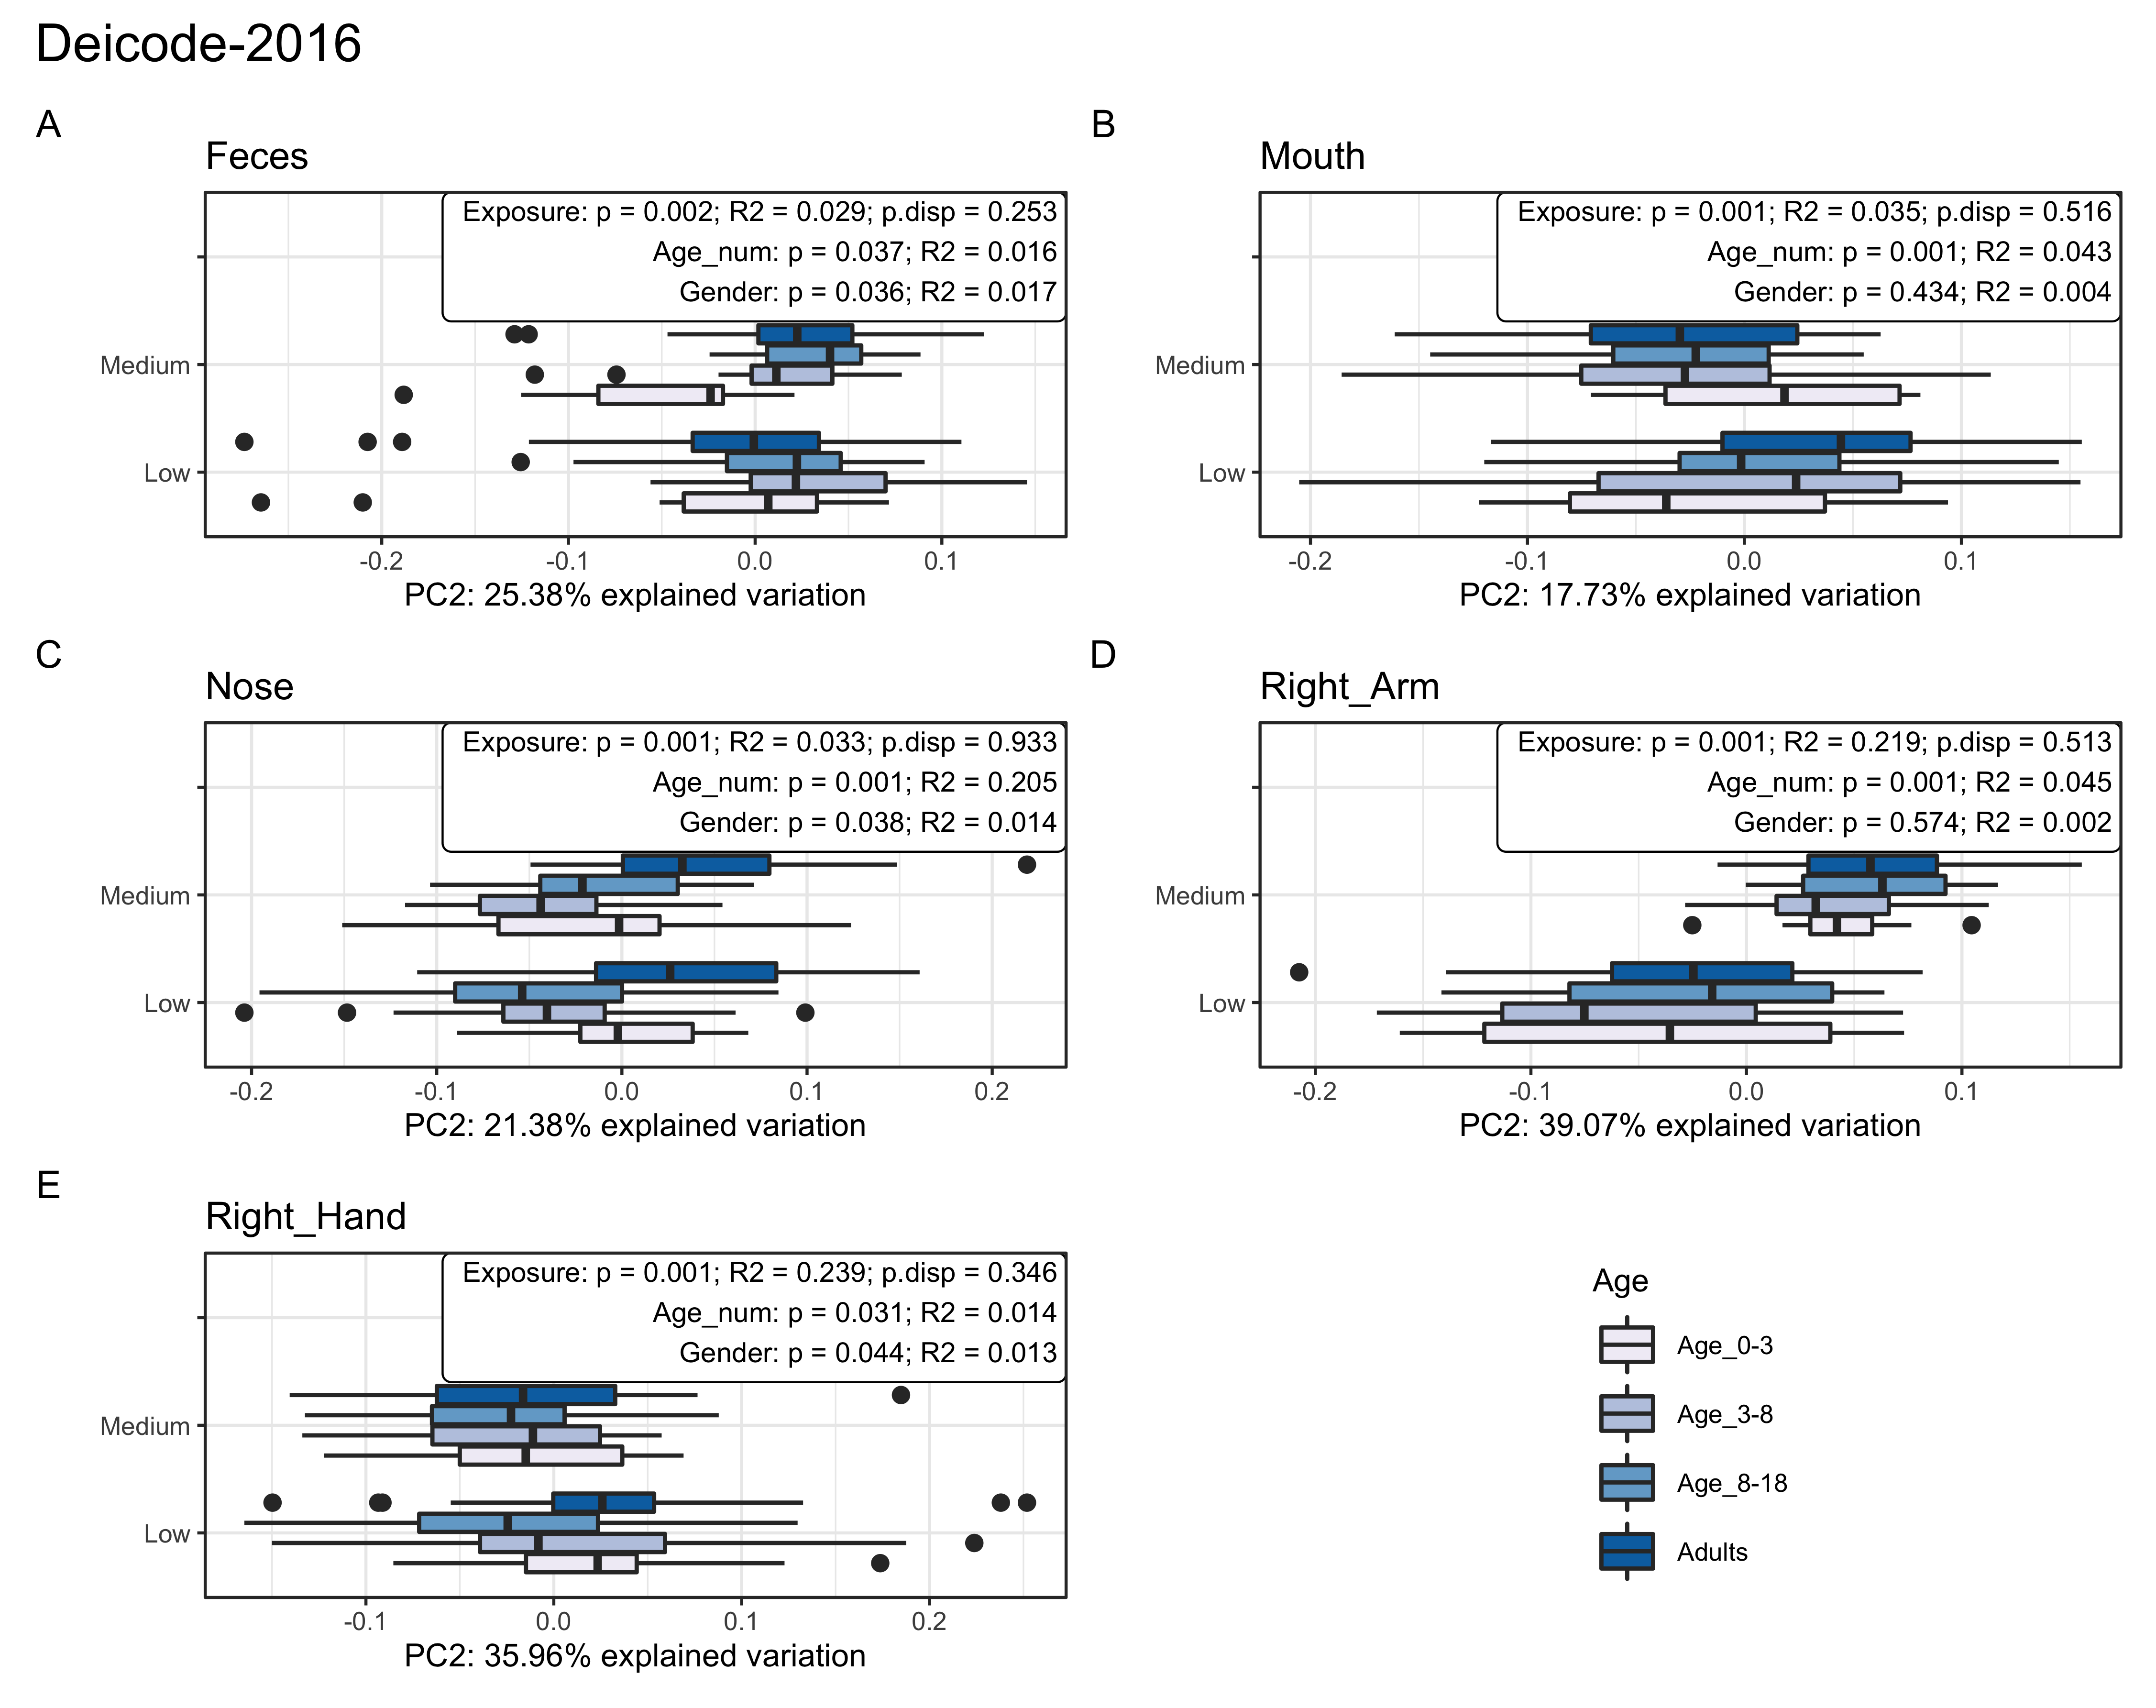 Deicode-2016
A
Feces
Exposure: p = 0.002; R2 = 0.029; p.disp = 0.253
Age_num: p = 0.037; R2 = 0.016
Gender: p = 0.036; R2 = 0.017
Medium
Low
-0.2 -0.1 0.0 0.1
PC2: 25.38% explained variation
B
Mouth
Exposure: p = 0.001; R2 = 0.035; p.disp = 0.516
Age_num: p = 0.001; R2 = 0.043
Gender: p = 0.434; R2 = 0.004
Medium
Low
-0.2 -0.1 0.0 0.1
PC2: 17.73% explained variation
C
Nose
Exposure: p = 0.001; R2 = 0.033; p.disp = 0.933
Age_num: p = 0.001; R2 = 0.205
Gender: p = 0.038; R2 = 0.014
Medium
Low
-0.2 -0.1 0.0 0.1 0.2
PC2: 21.38% explained variation
D
Right_Arm
Exposure: p = 0.001; R2 = 0.219; p.disp = 0.513
Age_num: p = 0.001; R2 = 0.045
Gender: p = 0.574; R2 = 0.002
Medium
Low
-0.2 -0.1 0.0 0.1
PC2: 39.07% explained variation
E
Right_Hand
Exposure: p = 0.001; R2 = 0.239; p.disp = 0.346
Age_num: p = 0.031; R2 = 0.014
Gender: p = 0.044; R2 = 0.013
Medium
Low
-0.1 0.0 0.1 0.2
PC2: 35.96% explained variation
Age
Age_0-3
Age_3-8
Age_8-18
Adults